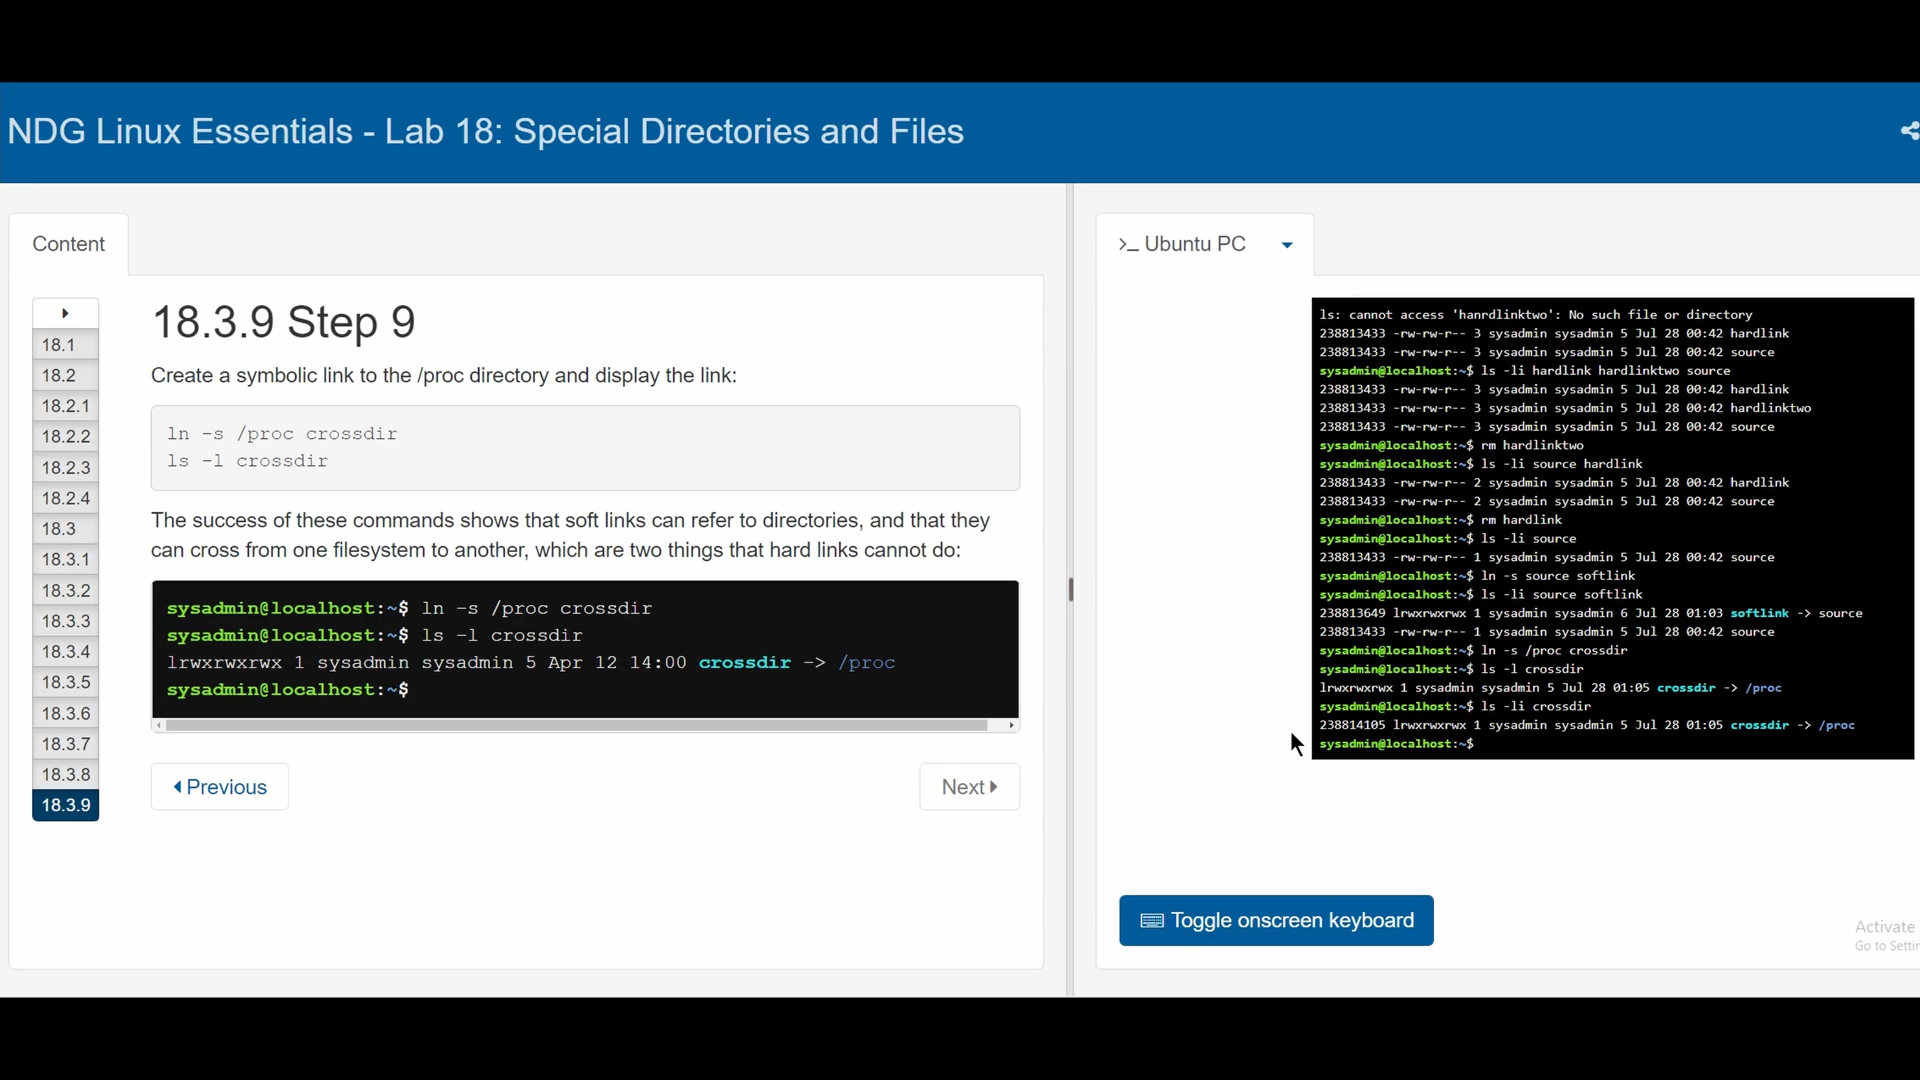 NDG Linux Essentials - Lab 18: Special Directories and Files
Content
18.1
18.2
18.2.1
18.2.2
18.2.3
18.2.4
18.3
18.3.1
18.3.2
18.3.3
18.3.4
18.3.5
18.3.6
18.3.7
18.3.8
18.3.9
18.3.9 Step 9
Create a symbolic link to the /proc directory and display the link:
ln -s /proc crossdir
ls -l crossdir
The success of these commands shows that soft links can refer to directories, and that they
can cross from one filesystem to another, which are two things that hard links cannot do:
sysadmin@localhost:~$ ln -s /proc crossdir
sysadmin@localhost:~$ ls -l crossdir
lrwxrwxrwx 1 sysadmin sysadmin 5 Apr 12 14:00 crossdir -> /proc
sysadmin@localhost:~$
Previous
Next
>_ Ubuntu PC
ls: cannot access 'hanrdlinktwo': No such file or directory
238813433 -rw-rw-r-- 3 sysadmin sysadmin 5 Jul 28 00:42 hardlink
238813433 -rw-rw-r-- 3 sysadmin sysadmin 5 Jul 28 00:42 source
sysadmin@localhost:~$ ls -li hardlink hardlinktwo source
238813433 -rw-rw-r-- 3 sysadmin sysadmin 5 Jul 28 00:42 hardlink
238813433 -rw-rw-r-- 3 sysadmin sysadmin 5 Jul 28 00:42 hardlinktwo
238813433 -rw-rw-r-- 3 sysadmin sysadmin 5 Jul 28 00:42 source
sysadmin@localhost:~$ rm hardlinktwo
sysadmin@localhost:~$ ls -li source hardlink
238813433 -rw-rw-r-- 2 sysadmin sysadmin 5 Jul 28 00:42 hardlink
238813433 -rw-rw-r-- 2 sysadmin sysadmin 5 Jul 28 00:42 source
sysadmin@localhost:~$ rm hardlink
sysadmin@localhost:~$ ls -li source
238813433 -rw-rw-r-- 1 sysadmin sysadmin 5 Jul 28 00:42 source
sysadmin@localhost:~$ ln -s source softlink
sysadmin@localhost:~$ ls -li source softlink
238813649 lrwxrwxrwx 1 sysadmin sysadmin 6 Jul 28 01:03 softlink -> source
238813433 -rw-rw-r-- 1 sysadmin sysadmin 5 Jul 28 00:42 source
sysadmin@localhost:~$ ln -s /proc crossdir
sysadmin@localhost:~$ ls -l crossdir
lrwxrwxrwx 1 sysadmin sysadmin 5 Jul 28 01:05 crossdir -> /proc
sysadmin@localhost:~$ ls -li crossdir
238814105 lrwxrwxrwx 1 sysadmin sysadmin 5 Jul 28 01:05 crossdir -> /proc
sysadmin@localhost:~$
Toggle onscreen keyboard
Activate
Go to Settin